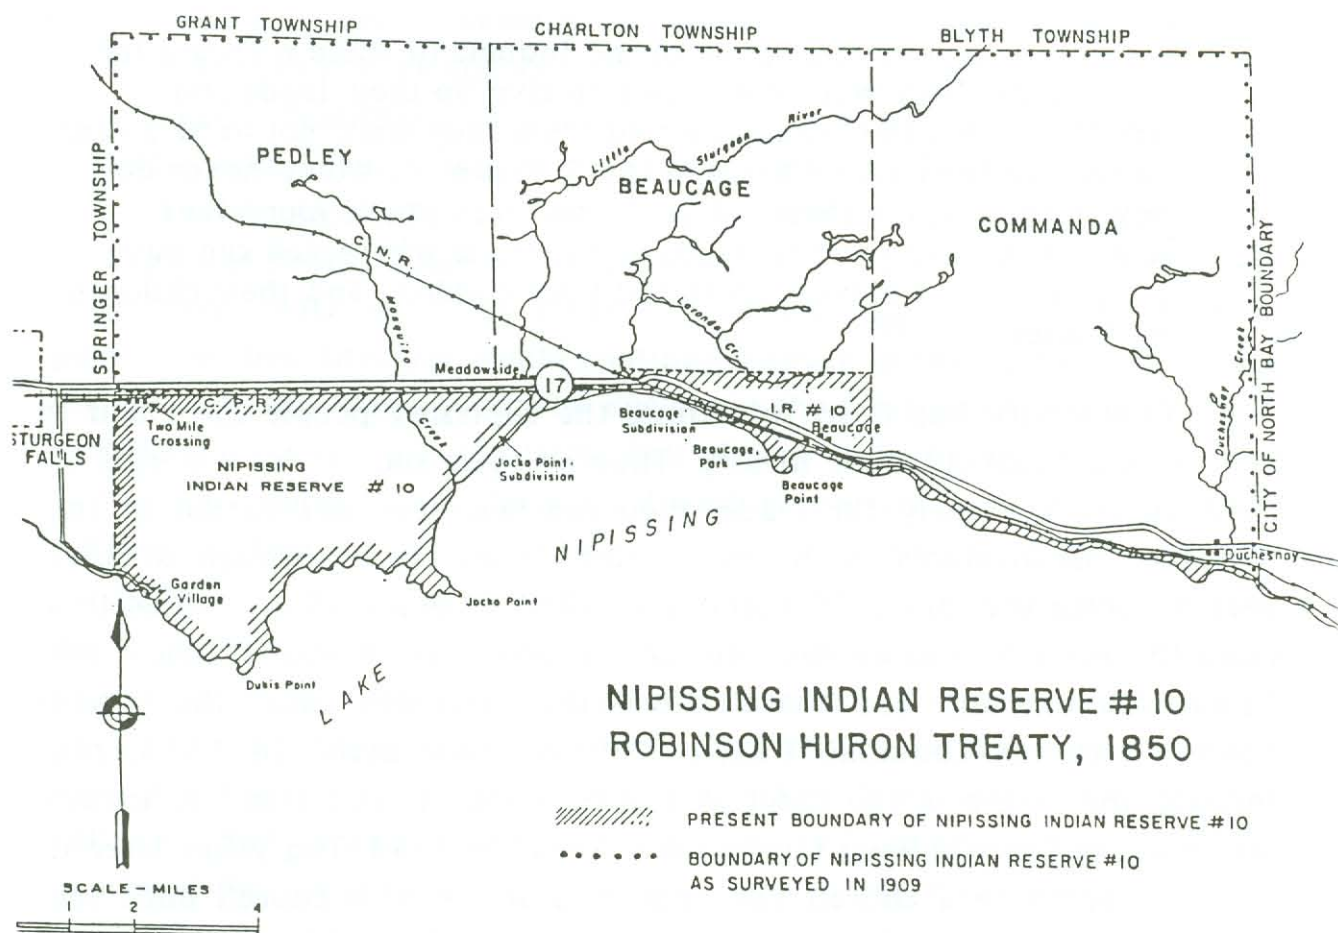 GRANT TOWNSHIP
CHARLTON TOWNSHIP
BLYTH TOWNSHIP
SPRINGER TOWNSHIP
PEDLEY
Little Sturgeon River
BEAUCAGE
COMMANDA
CITY OF NORTH BAY BOUNDARY
C. N. R.
Mosquito
Creek
Laronde Cr.
Duchesnay Creek
Meadowside
17
C. P. R.
Two Mile
Crossing
STURGEON
FALLS
NIPISSING
INDIAN RESERVE # 10
Jocko Point
Subdivision
Beaucage
Subdivision
I.R. # 10
Beaucage
Beaucage
Park
Beaucage
Point
Duchesnay
Garden
Village
Jocko Point
Dukis Point
LAKE NIPISSING
NIPISSING INDIAN RESERVE # 10
ROBINSON HURON TREATY, 1850
PRESENT BOUNDARY OF NIPISSING INDIAN RESERVE # 10
BOUNDARY OF NIPISSING INDIAN RESERVE #10
AS SURVEYED IN 1909
SCALE – MILES
1 2 4